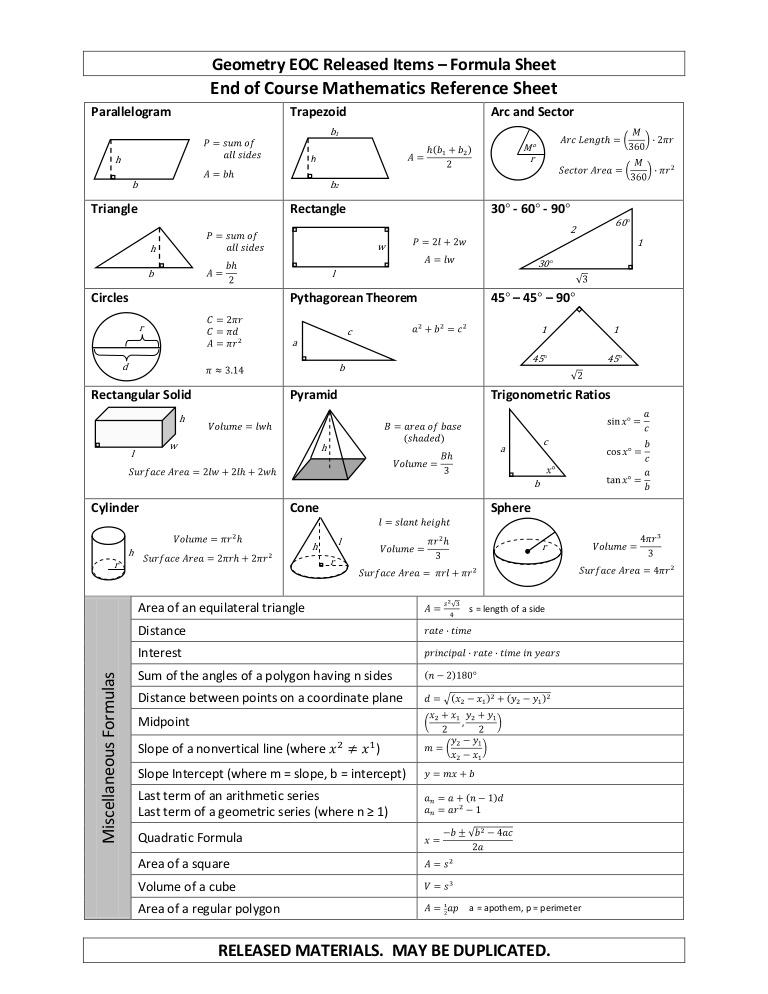 Geometry EOC Released Items – Formula Sheet
End of Course Mathematics Reference Sheet
Parallelogram
h
b
P = sum of
all sides
A = bh
Trapezoid
b₁
h
b₂
A = h(b₁ + b₂)/2
Arc and Sector
M°
r
Arc Length = (M/360) · 2πr
Sector Area = (M/360) · πr²
Triangle
h
b
P = sum of
all sides
A = bh/2
Rectangle
w
l
P = 2l + 2w
A = lw
30° - 60° - 90°
2
60°
1
30°
√3
Circles
r
d
C = 2πr
C = πd
A = πr²
π ≈ 3.14
Pythagorean Theorem
a
c
b
a² + b² = c²
45° – 45° – 90°
1
1
45°
45°
√2
Rectangular Solid
h
w
l
Volume = lwh
Surface Area = 2lw + 2lh + 2wh
Pyramid
h
B = area of base
(shaded)
Volume = Bh/3
Trigonometric Ratios
a
c
x°
b
sin x° = a/c
cos x° = b/c
tan x° = a/b
Cylinder
h
r
Volume = πr²h
Surface Area = 2πrh + 2πr²
Cone
h
l
r
l = slant height
Volume = πr²h/3
Surface Area = πrl + πr²
Sphere
r
Volume = 4πr³/3
Surface Area = 4πr²
Miscellaneous Formulas
Area of an equilateral triangle A = s²√3/4 s = length of a side
Distance rate · time
Interest principal · rate · time in years
Sum of the angles of a polygon having n sides (n − 2)180°
Distance between points on a coordinate plane d = √(x₂ − x₁)² + (y₂ − y₁)²
Midpoint (x₂ + x₁/2, y₂ + y₁/2)
Slope of a nonvertical line (where x² ≠ x¹) m = (y₂ − y₁/x₂ − x₁)
Slope Intercept (where m = slope, b = intercept) y = mx + b
Last term of an arithmetic series aₙ = a + (n − 1)d
Last term of a geometric series (where n ≥ 1) aₙ = ar² − 1
Quadratic Formula x = −b ± √b² − 4ac/2a
Area of a square A = s²
Volume of a cube V = s³
Area of a regular polygon A = ½ap a = apothem, p = perimeter
RELEASED MATERIALS. MAY BE DUPLICATED.